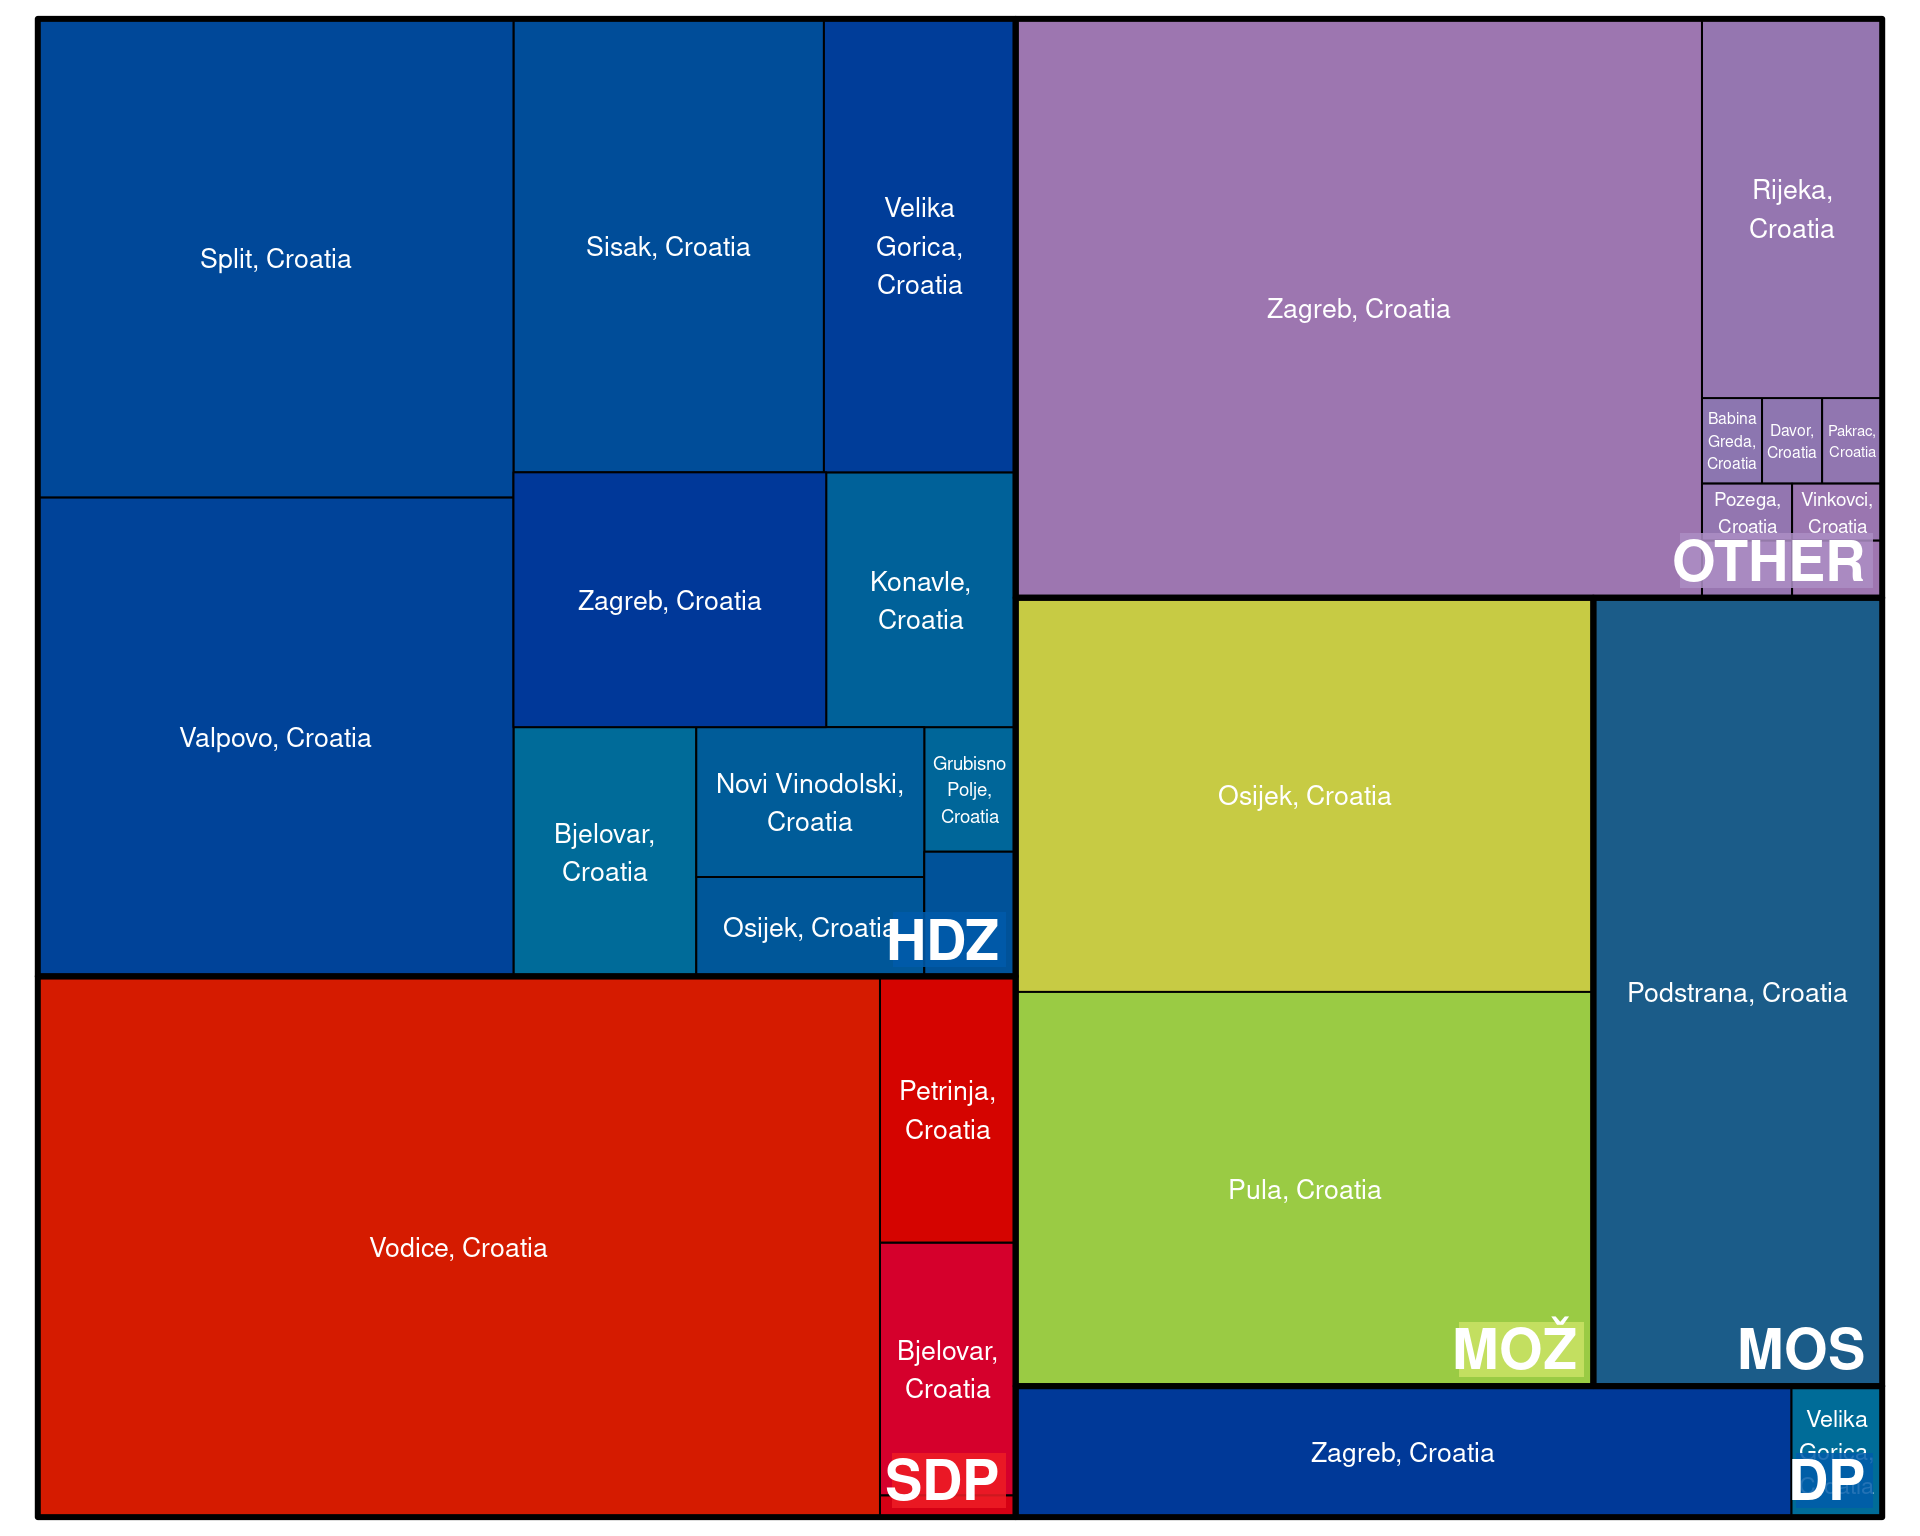 Split, Croatia
Sisak, Croatia
Velika
Gorica,
Croatia
Valpovo, Croatia
Zagreb, Croatia
Konavle,
Croatia
Bjelovar,
Croatia
Novi Vinodolski,
Croatia
Grubisno
Polje,
Croatia
Osijek, Croatia
HDZ
Vodice, Croatia
Petrinja,
Croatia
Bjelovar,
Croatia
SDP
Zagreb, Croatia
Rijeka,
Croatia
Babina
Greda,
Croatia
Davor,
Croatia
Pakrac,
Croatia
Pozega,
Croatia
Vinkovci,
Croatia
OTHER
Osijek, Croatia
Pula, Croatia
MOŽ
Podstrana, Croatia
MOS
Zagreb, Croatia
Velika
Gorica,
Croatia
DP